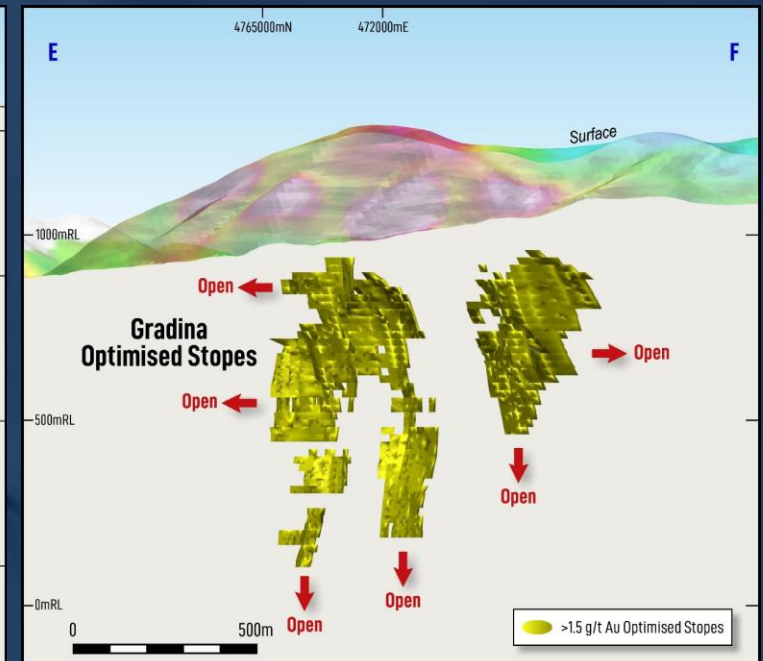 4765000mN
472000mE
E
F
Surface
1000mRL
Open
Gradina
Optimised Stopes
Open
Open
500mRL
Open
Open
0mRL
Open
0
500m
>1.5 g/t Au Optimised Stopes